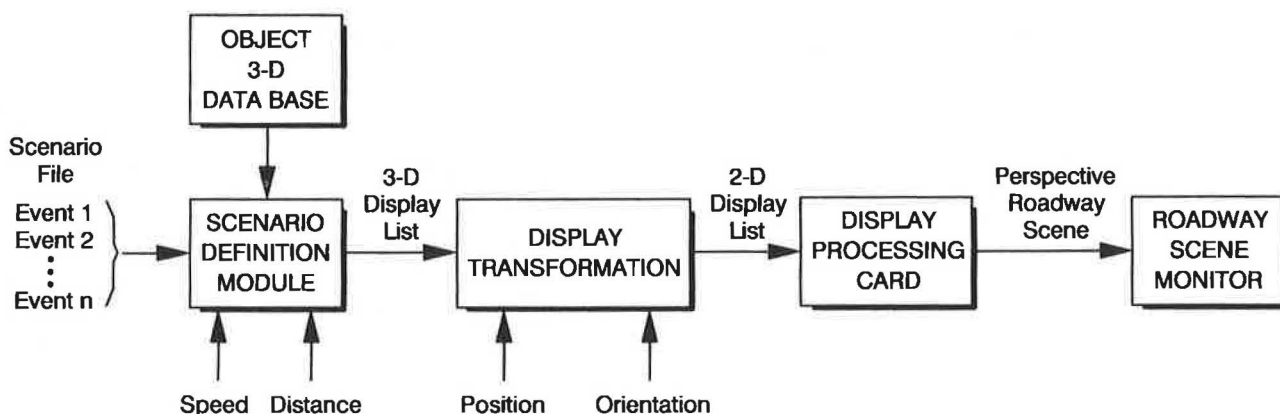 OBJECT
3-D
DATA BASE
Scenario
File
Event 1
Event 2
Event n
SCENARIO
DEFINITION
MODULE
Speed
Distance
3-D
Display
List
DISPLAY
TRANSFORMATION
Position
Orientation
2-D
Display
List
DISPLAY
PROCESSING
CARD
Perspective
Roadway
Scene
ROADWAY
SCENE
MONITOR